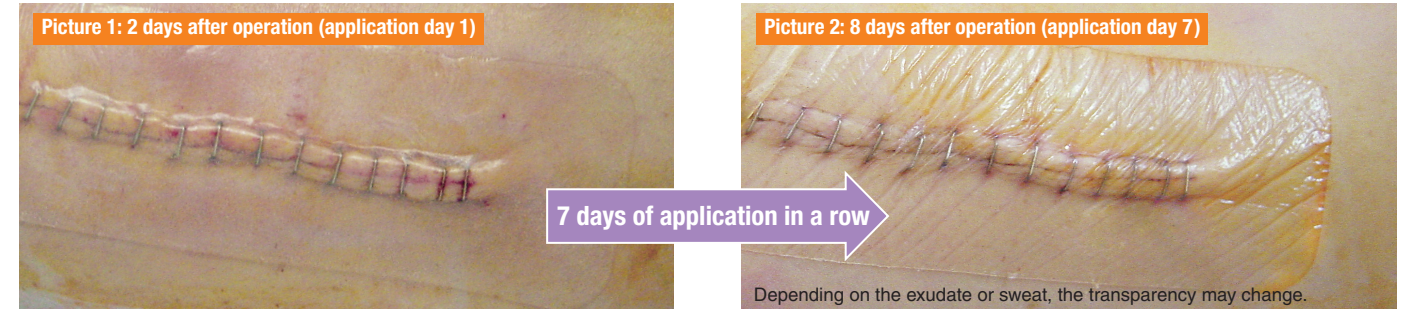 Picture 1: 2 days after operation (application day 1)
Picture 2: 8 days after operation (application day 7)
7 days of application in a row
Depending on the exudate or sweat, the transparency may change.